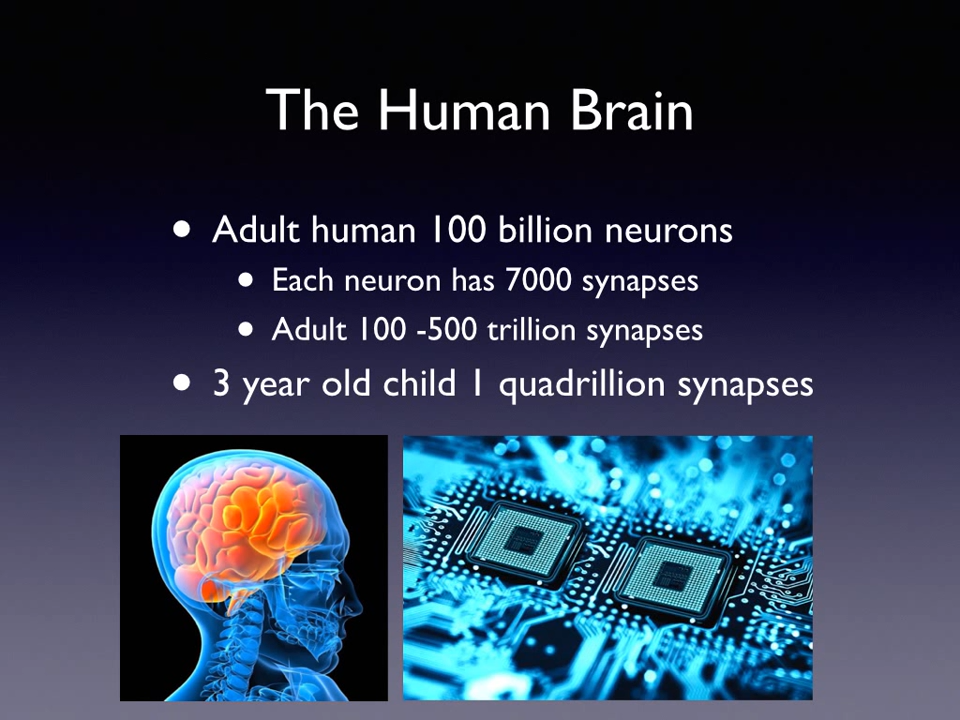 The Human Brain
• Adult human 100 billion neurons
• Each neuron has 7000 synapses
• Adult 100 -500 trillion synapses
• 3 year old child 1 quadrillion synapses